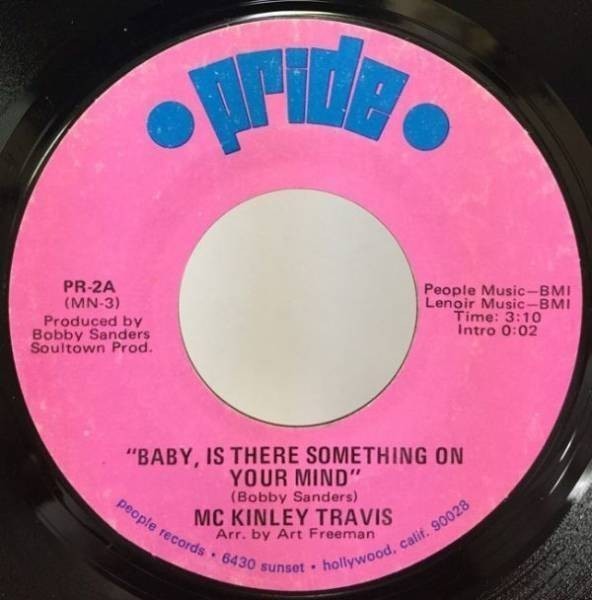 • pride •
PR-2A
(MN-3)
Produced by
Bobby Sanders
Soultown Prod.
People Music—BMI
Lenoir Music—BMI
Time: 3:10
Intro 0:02
"BABY, IS THERE SOMETHING ON
YOUR MIND"
(Bobby Sanders)
MC KINLEY TRAVIS
Arr. by Art Freeman
people records • 6430 sunset • hollywood, calif. 90028